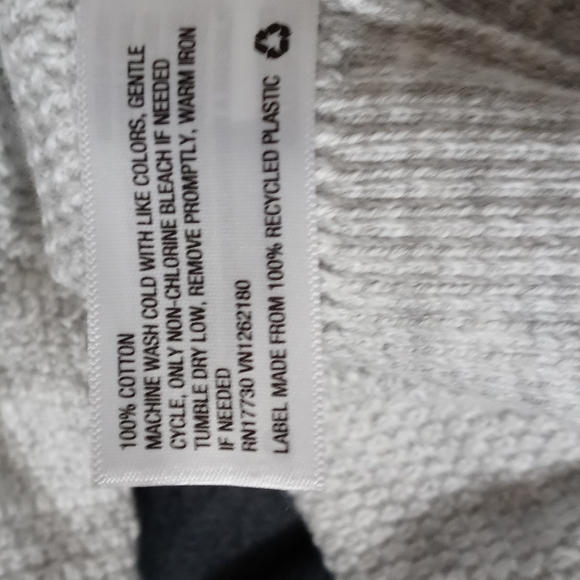 100% COTTON
MACHINE WASH COLD WITH LIKE COLORS, GENTLE
CYCLE, ONLY NON-CHLORINE BLEACH IF NEEDED
TUMBLE DRY LOW, REMOVE PROMPTLY, WARM IRON
IF NEEDED
RN17730 VN1262180
LABEL MADE FROM 100% RECYCLED PLASTIC